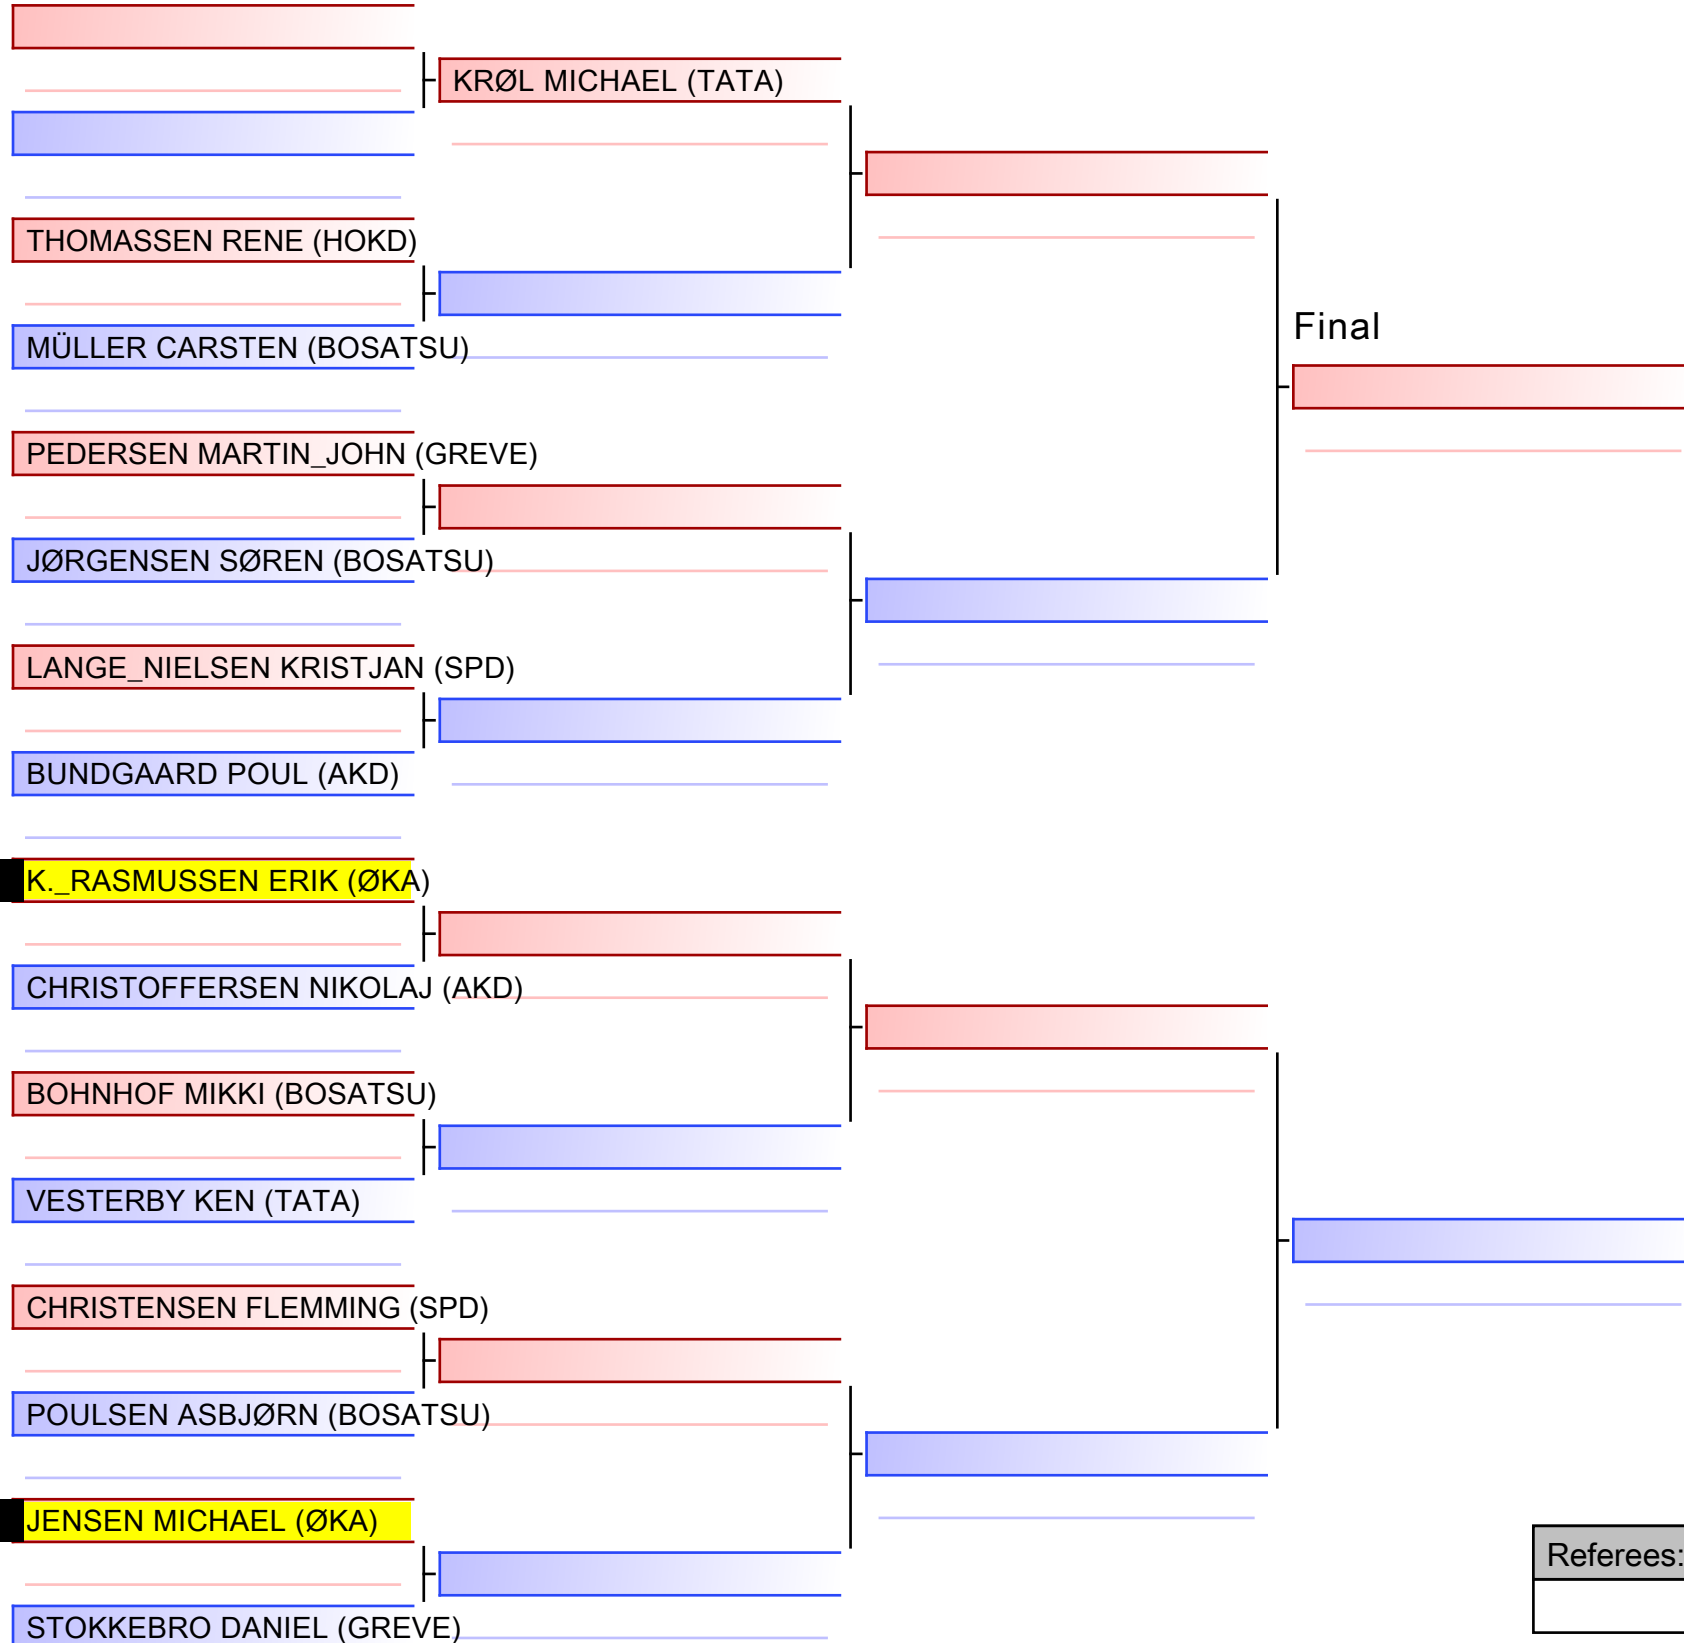 KRØL MICHAEL (TATA)
THOMASSEN RENE (HOKD)
MÜLLER CARSTEN (BOSATSU)
Final
PEDERSEN MARTIN_JOHN (GREVE)
JØRGENSEN SØREN (BOSATSU)
LANGE_NIELSEN KRISTJAN (SPD)
BUNDGAARD POUL (AKD)
K._RASMUSSEN ERIK (ØKA)
CHRISTOFFERSEN NIKOLAJ (AKD)
BOHNHOF MIKKI (BOSATSU)
VESTERBY KEN (TATA)
CHRISTENSEN FLEMMING (SPD)
POULSEN ASBJØRN (BOSATSU)
JENSEN MICHAEL (ØKA)
Referees:
STOKKEBRO DANIEL (GREVE)